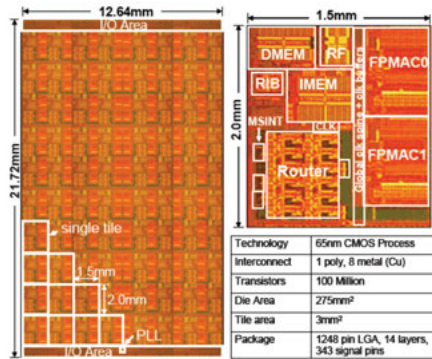 12.64mm
I/O Area
21.72mm
single tile
1.5mm
2.0mm
PLL
I/O Area
1.5mm
2.0mm
DMEM
RF
RIB
IMEM
MSINT
CLK
Router
Global clk spine + clk buffers
FPMAC0
FPMAC1
Technology 65nm CMOS Process
Interconnect 1 poly, 8 metal (Cu)
Transistors 100 Million
Die Area 275mm²
Tile area 3mm²
Package 1248 pin LGA, 14 layers,
343 signal pins